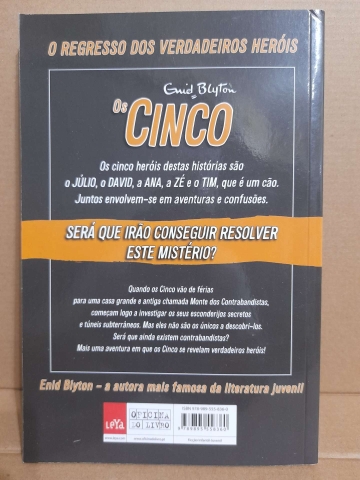 O REGRESSO DOS VERDADEIROS HERÓIS
Enid Blyton
Os CINCO
Os cinco heróis destas histórias são
o JÚLIO, o DAVID, a ANA, a ZÉ e o TIM, que é um cão.
Juntos envolvem-se em aventuras e confusões.
SERÁ QUE IRÃO CONSEGUIR RESOLVER
ESTE MISTÉRIO?
Quando os Cinco vão de férias
para uma casa grande e antiga chamada Monte dos Contrabandistas,
começam logo a investigar os seus esconderijos secretos
e túneis subterrâneos. Mas eles não são os únicos a descobri-los.
Será que ainda existem contrabandistas?
Mais uma aventura em que os Cinco se revelam verdadeiros heróis!
Enid Blyton – a autora mais famosa da literatura juvenil
LeYa
OFICINA
DO LIVRO